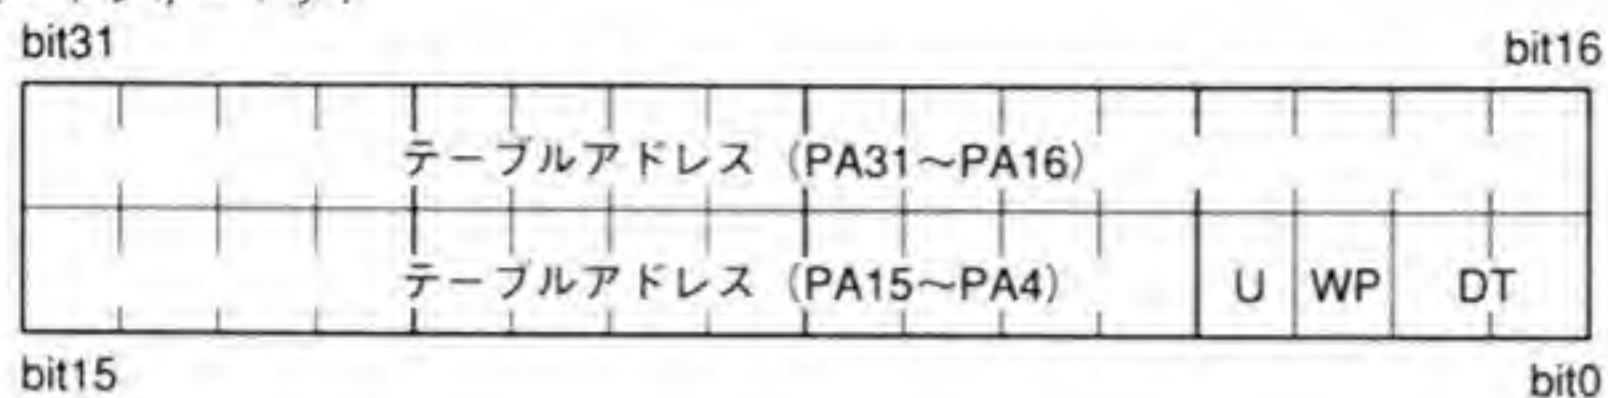 bit31 bit16
テーブルアドレス（PA31～PA16）
テーブルアドレス（PA15～PA4） U WP DT
bit15 bit0